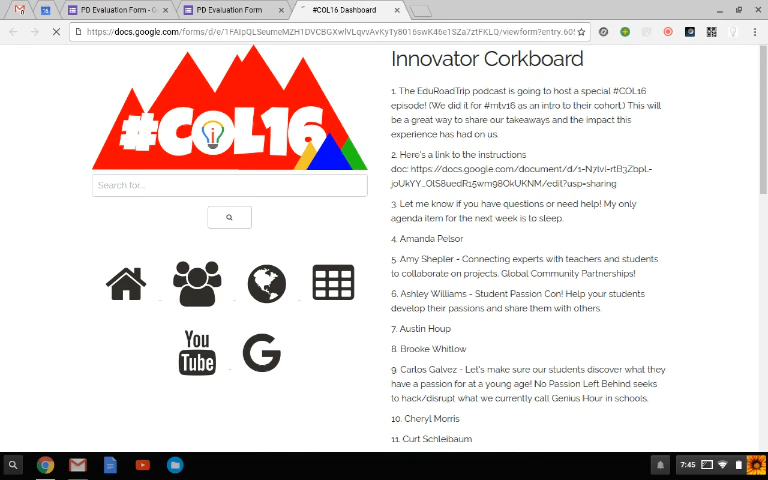 PD Evaluation Form - G
PD Evaluation Form
#COL16 Dashboard
#COL16
Search for...
You
Tube
Innovator Corkboard
1. The EduRoadTrip podcast is going to host a special #COL16
episode! (We did it for #mtv16 as an intro to their cohort.) This will
be a great way to share our takeaways and the impact this
experience has had on us.
2. Here's a link to the instructions
3. Let me know if you have questions or need help! My only
agenda item for the next week is to sleep.
4. Amanda Pelsor
5. Amy Shepler - Connecting experts with teachers and students
to collaborate on projects. Global Community Partnerships!
6. Ashley Williams - Student Passion Con! Help your students
develop their passions and share them with others.
7. Austin Houp
8. Brooke Whitlow
9. Carlos Galvez - Let's make sure our students discover what they
have a passion for at a young age! No Passion Left Behind seeks
to hack/disrupt what we currently call Genius Hour in schools.
10. Cheryl Morris
11. Curt Schleibaum
7:45